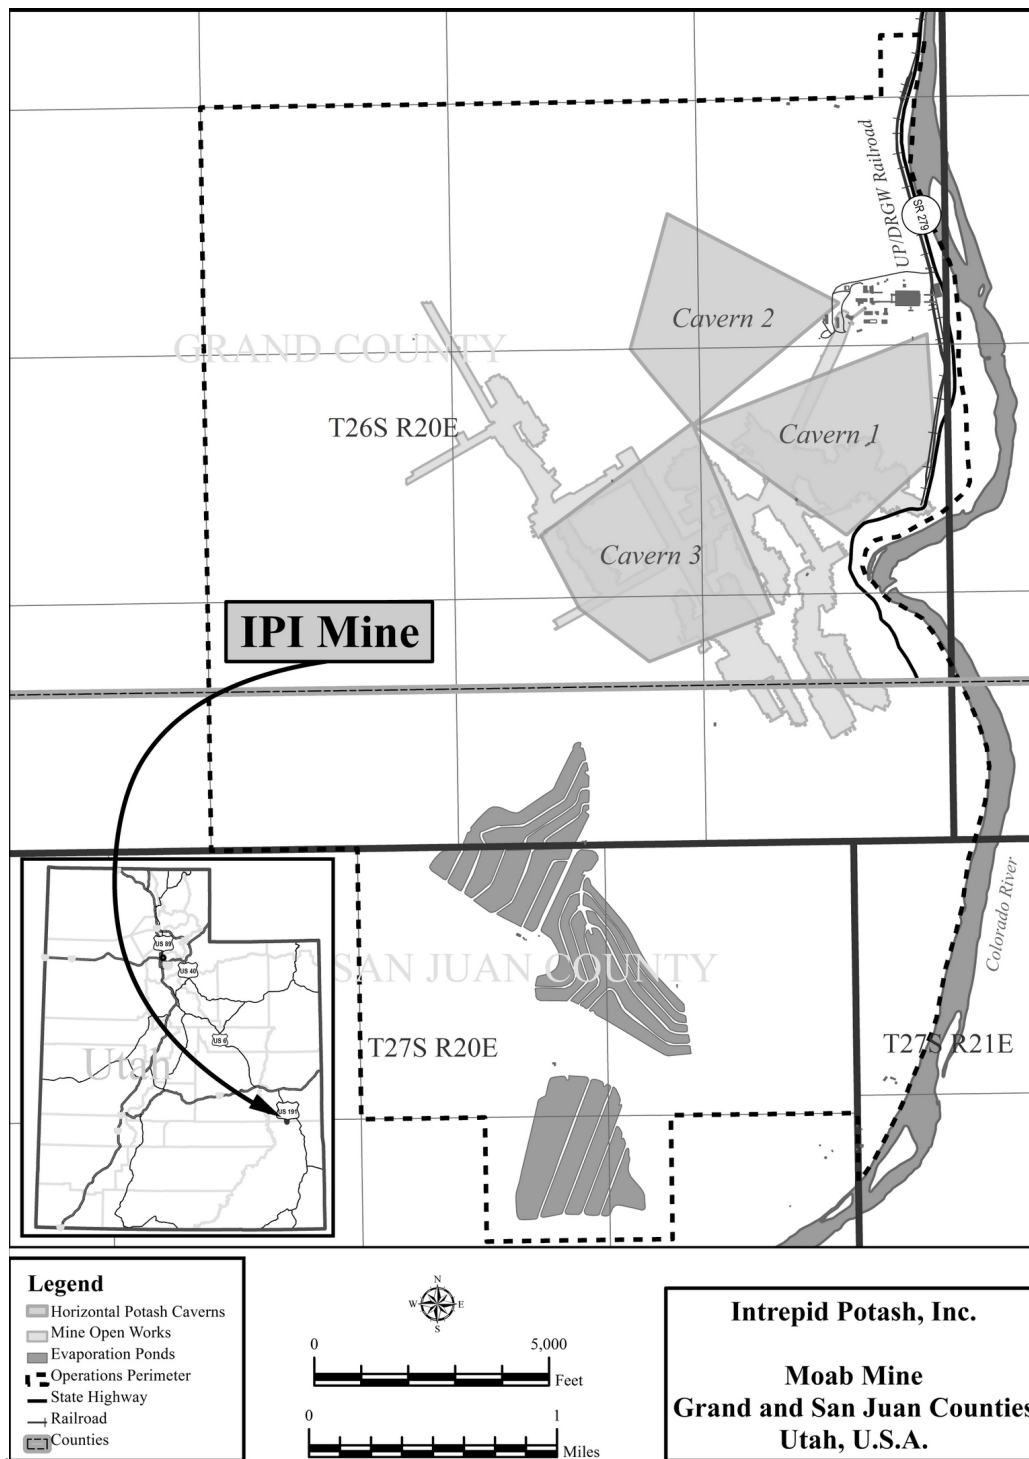 UP/DRGW Railroad
SR 279
Cavern 2
GRAND COUNTY
T26S R20E
Cavern 1
Cavern 3
IPI Mine
Colorado River
SAN JUAN COUNTY
T27S R20E
T27S R21E
US 89
US 40
US 6
Utah
US 191
Legend
Horizontal Potash Caverns
Mine Open Works
Evaporation Ponds
Operations Perimeter
State Highway
Railroad
Counties
N
W
E
S
0
5,000
Feet
0
1
Miles
Intrepid Potash, Inc.
Moab Mine
Grand and San Juan Counties
Utah, U.S.A.